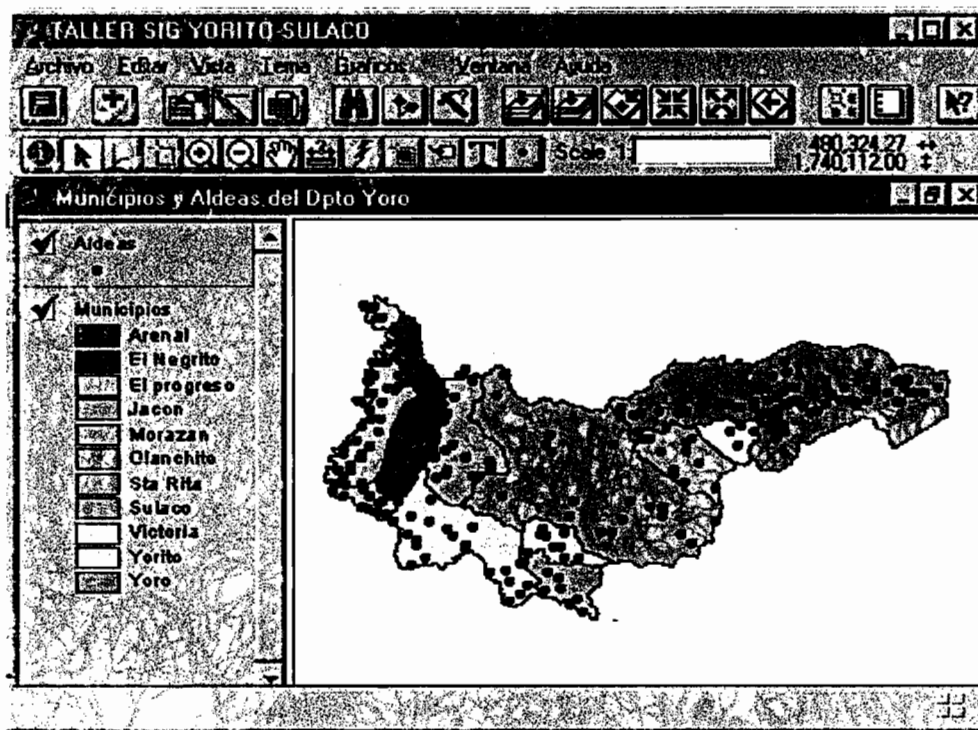 TALLER SIG YORITO-SULACO
Archivo Editar Vista Tema Graficos Ventana Ayuda
Scale 1: 480,324.27
1,740,112.00
Municipios y Aldeas del Dpto Yoro
Aldeas
Municipios
Arenal
El Negrito
El progreso
Jocon
Morazan
Olanchito
Sta Rita
Sulaco
Victoria
Yorito
Yoro